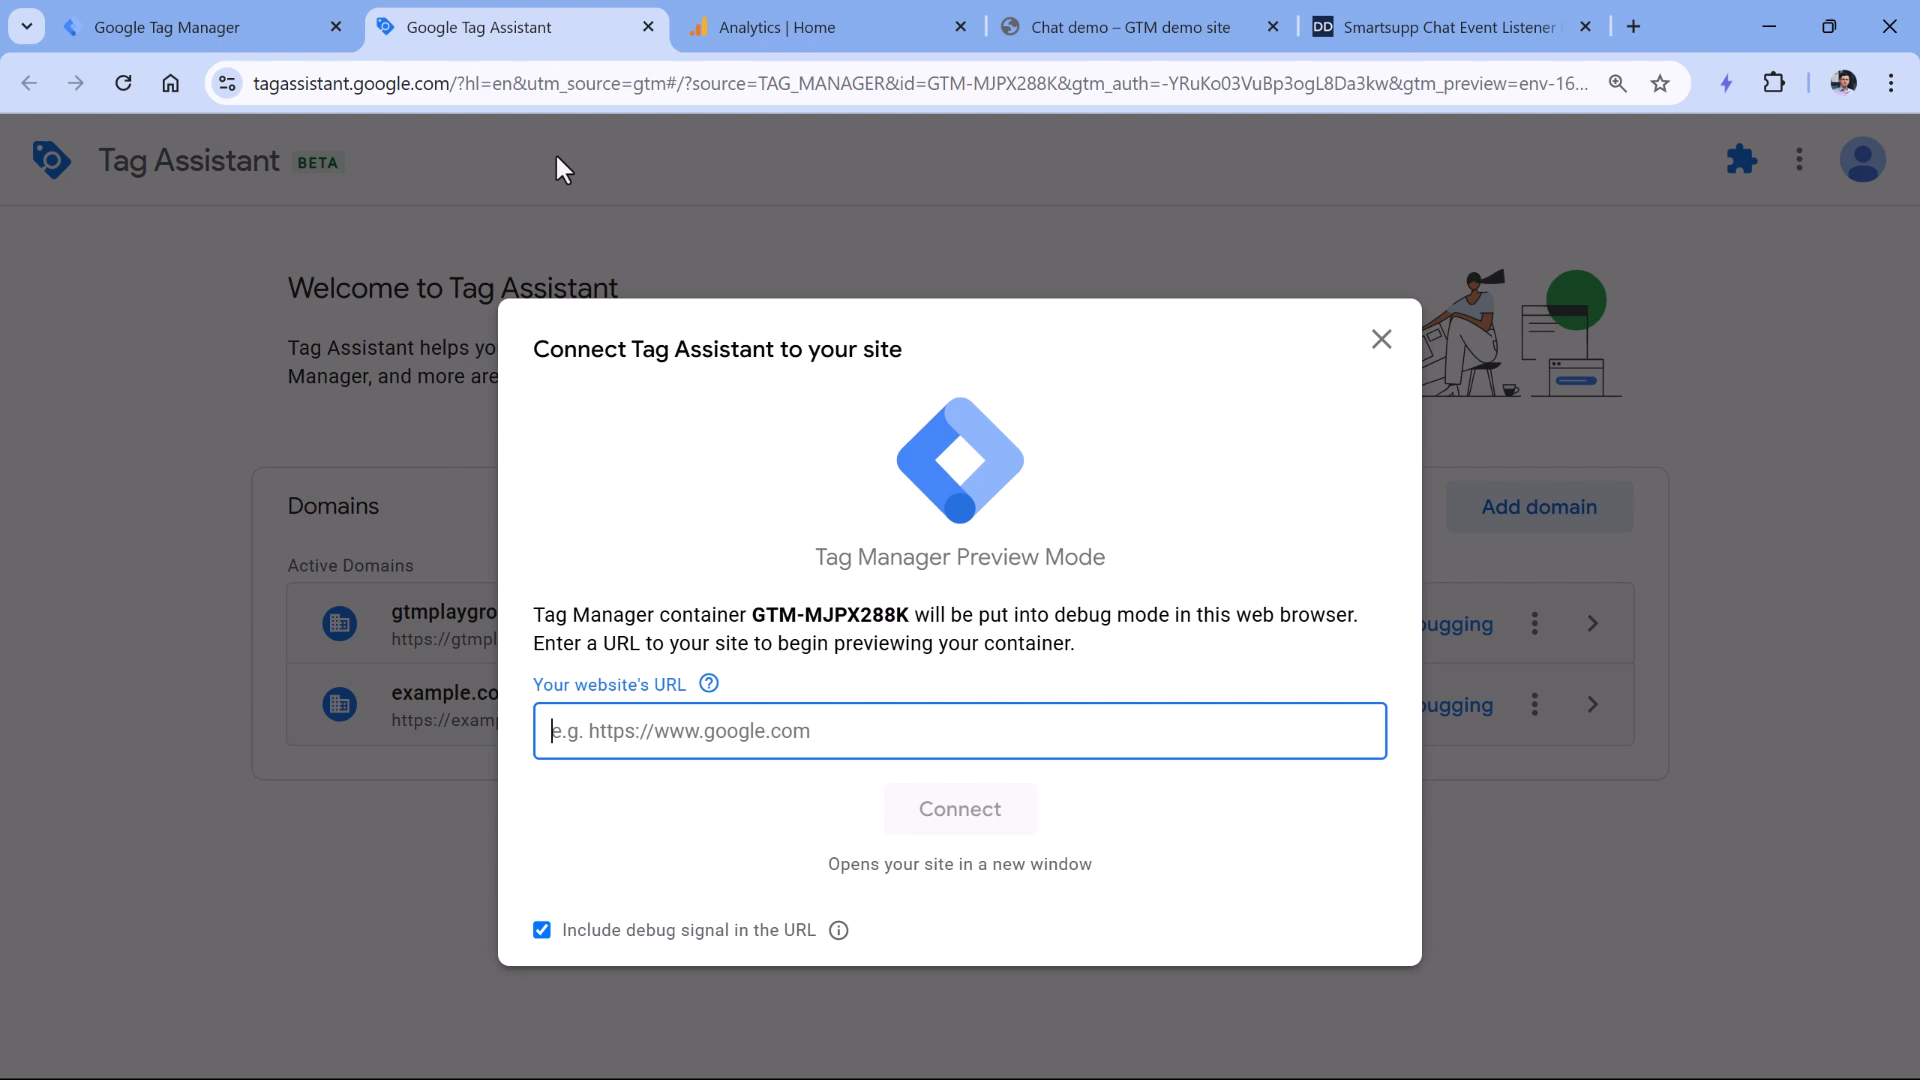 Google Tag Manager
Google Tag Assistant
Analytics | Home
Chat demo – GTM demo site
DD
Smartsupp Chat Event Listener
tagassistant.google.com/?hl=en&utm_source=gtm#/?source=TAG_MANAGER&id=GTM-MJPX288K&gtm_auth=-YRuKo03VuBp3ogL8Da3kw&gtm_preview=env-16...
Tag Assistant BETA
Welcome to Tag Assistant
Tag Assistant helps yo
Manager, and more are
Connect Tag Assistant to your site
Tag Manager Preview Mode
Tag Manager container GTM-MJPX288K will be put into debug mode in this web browser.
Enter a URL to your site to begin previewing your container.
Your website's URL
e.g. https://www.google.com
Connect
Opens your site in a new window
Include debug signal in the URL
Domains
Add domain
Active Domains
gtmplaygro
https://gtmpl
bugging
example.co
https://examp
bugging